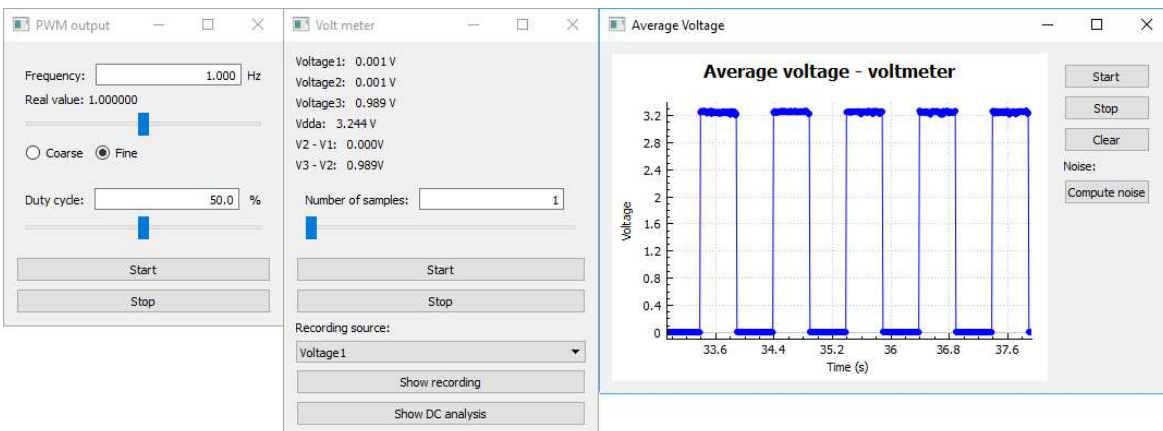 PWM output
Frequency: 1.000 Hz
Real value: 1.000000
Coarse Fine
Duty cycle: 50.0 %
Start
Stop
Volt meter
Voltage1: 0.001 V
Voltage2: 0.001 V
Voltage3: 0.989 V
Vdda: 3.244 V
V2 - V1: 0.000V
V3 - V2: 0.989V
Number of samples: 1
Start
Stop
Recording source:
Voltage1
Show recording
Show DC analysis
Average Voltage
Average voltage - voltmeter
Voltage
3.2
2.8
2.4
2
1.6
1.2
0.8
0.4
0
33.6 34.4 35.2 36 36.8 37.6
Time (s)
Start
Stop
Clear
Noise:
Compute noise